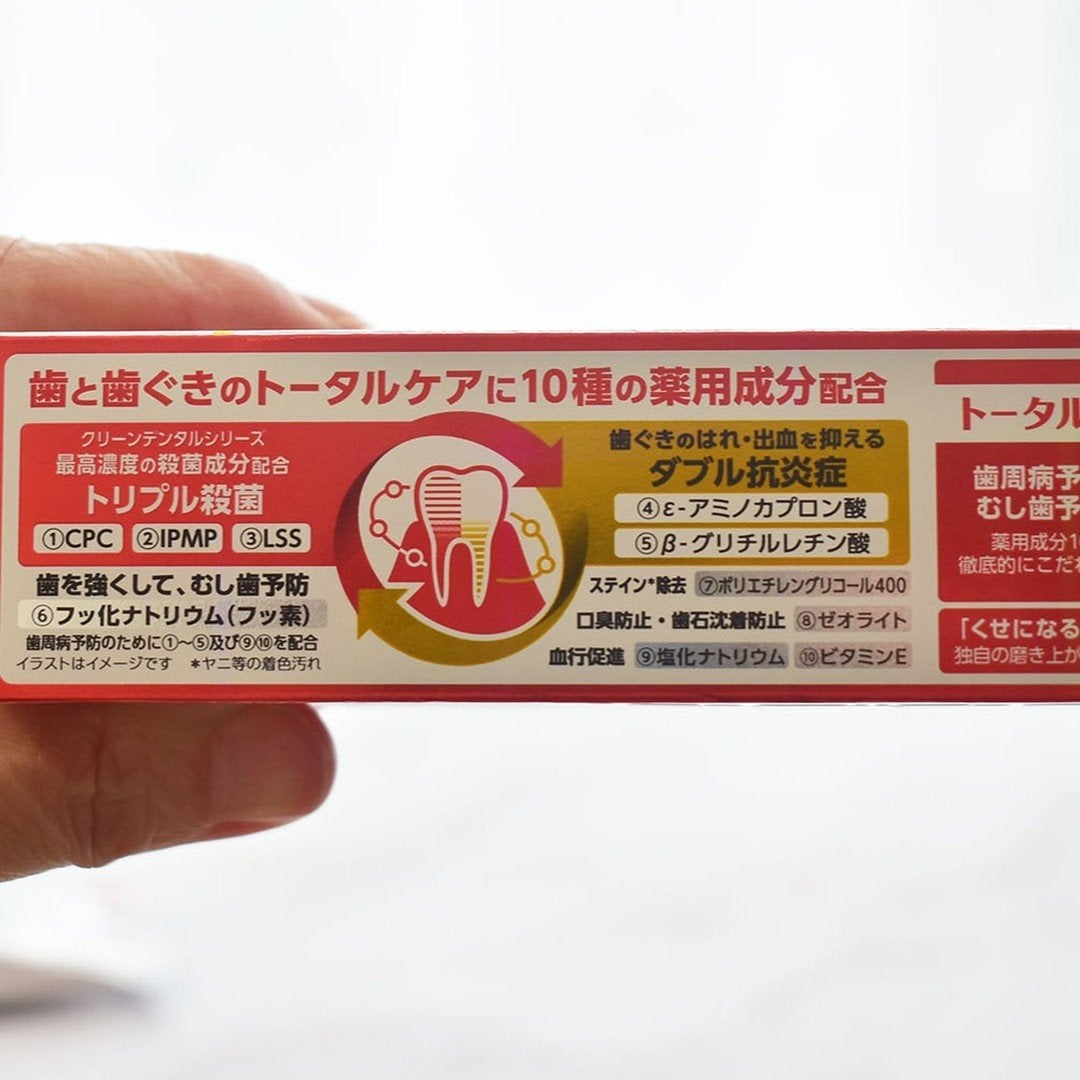 歯と歯ぐきのトータルケアに10種の薬用成分配合
クリーンデンタルシリーズ
最高濃度の殺菌成分配合
トリプル殺菌
①CPC ②IPMP ③LSS
歯を強くして、むし歯予防
⑥フッ化ナトリウム(フッ素)
歯周病予防のために①〜⑤及び⑨⑩を配合
イラストはイメージです *ヤニ等の着色汚れ
歯ぐきのはれ・出血を抑える
ダブル抗炎症
④ε-アミノカプロン酸
⑤β-グリチルレチン酸
ステイン*除去 ⑦ポリエチレングリコール400
口臭防止・歯石沈着防止 ⑧ゼオライト
血行促進 ⑨塩化ナトリウム ⑩ビタミンE
トータル
歯周病予
むし歯予
薬用成分1
徹底的にこだわ
「くせになる
独自の磨き上が